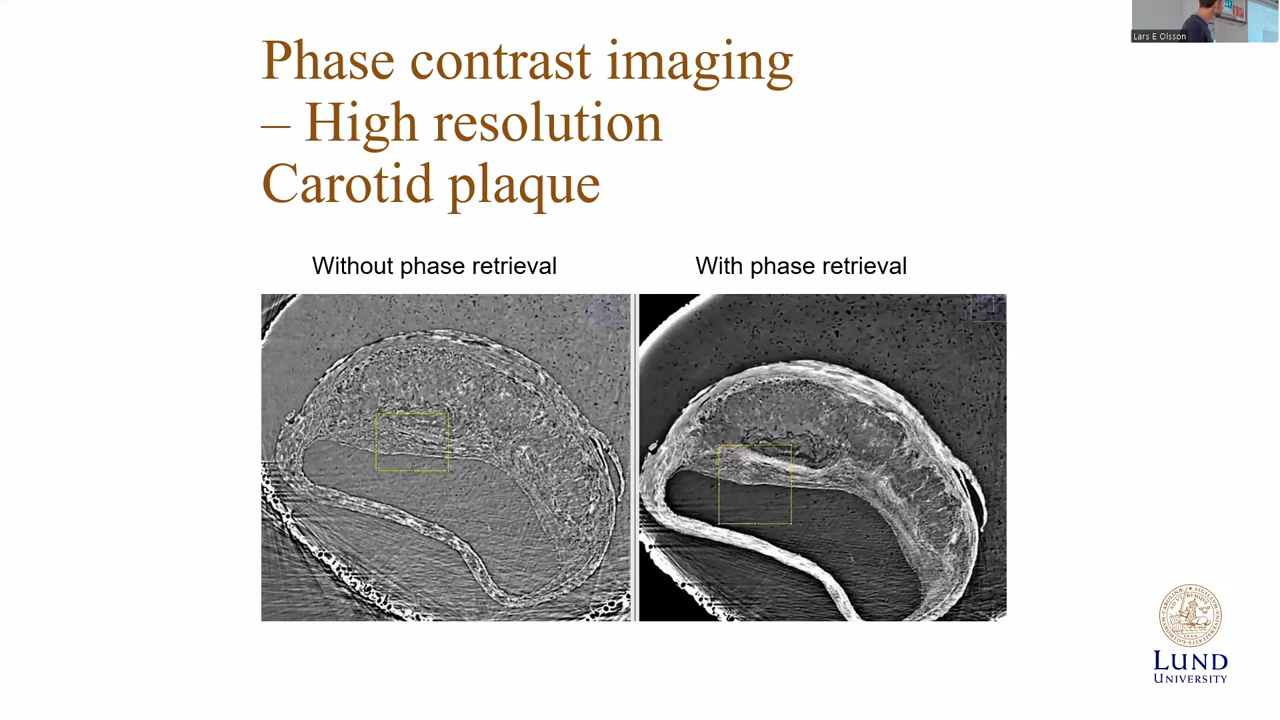 Lars E Olsson
Phase contrast imaging
– High resolution
Carotid plaque
Without phase retrieval
With phase retrieval
LUND
UNIVERSITY